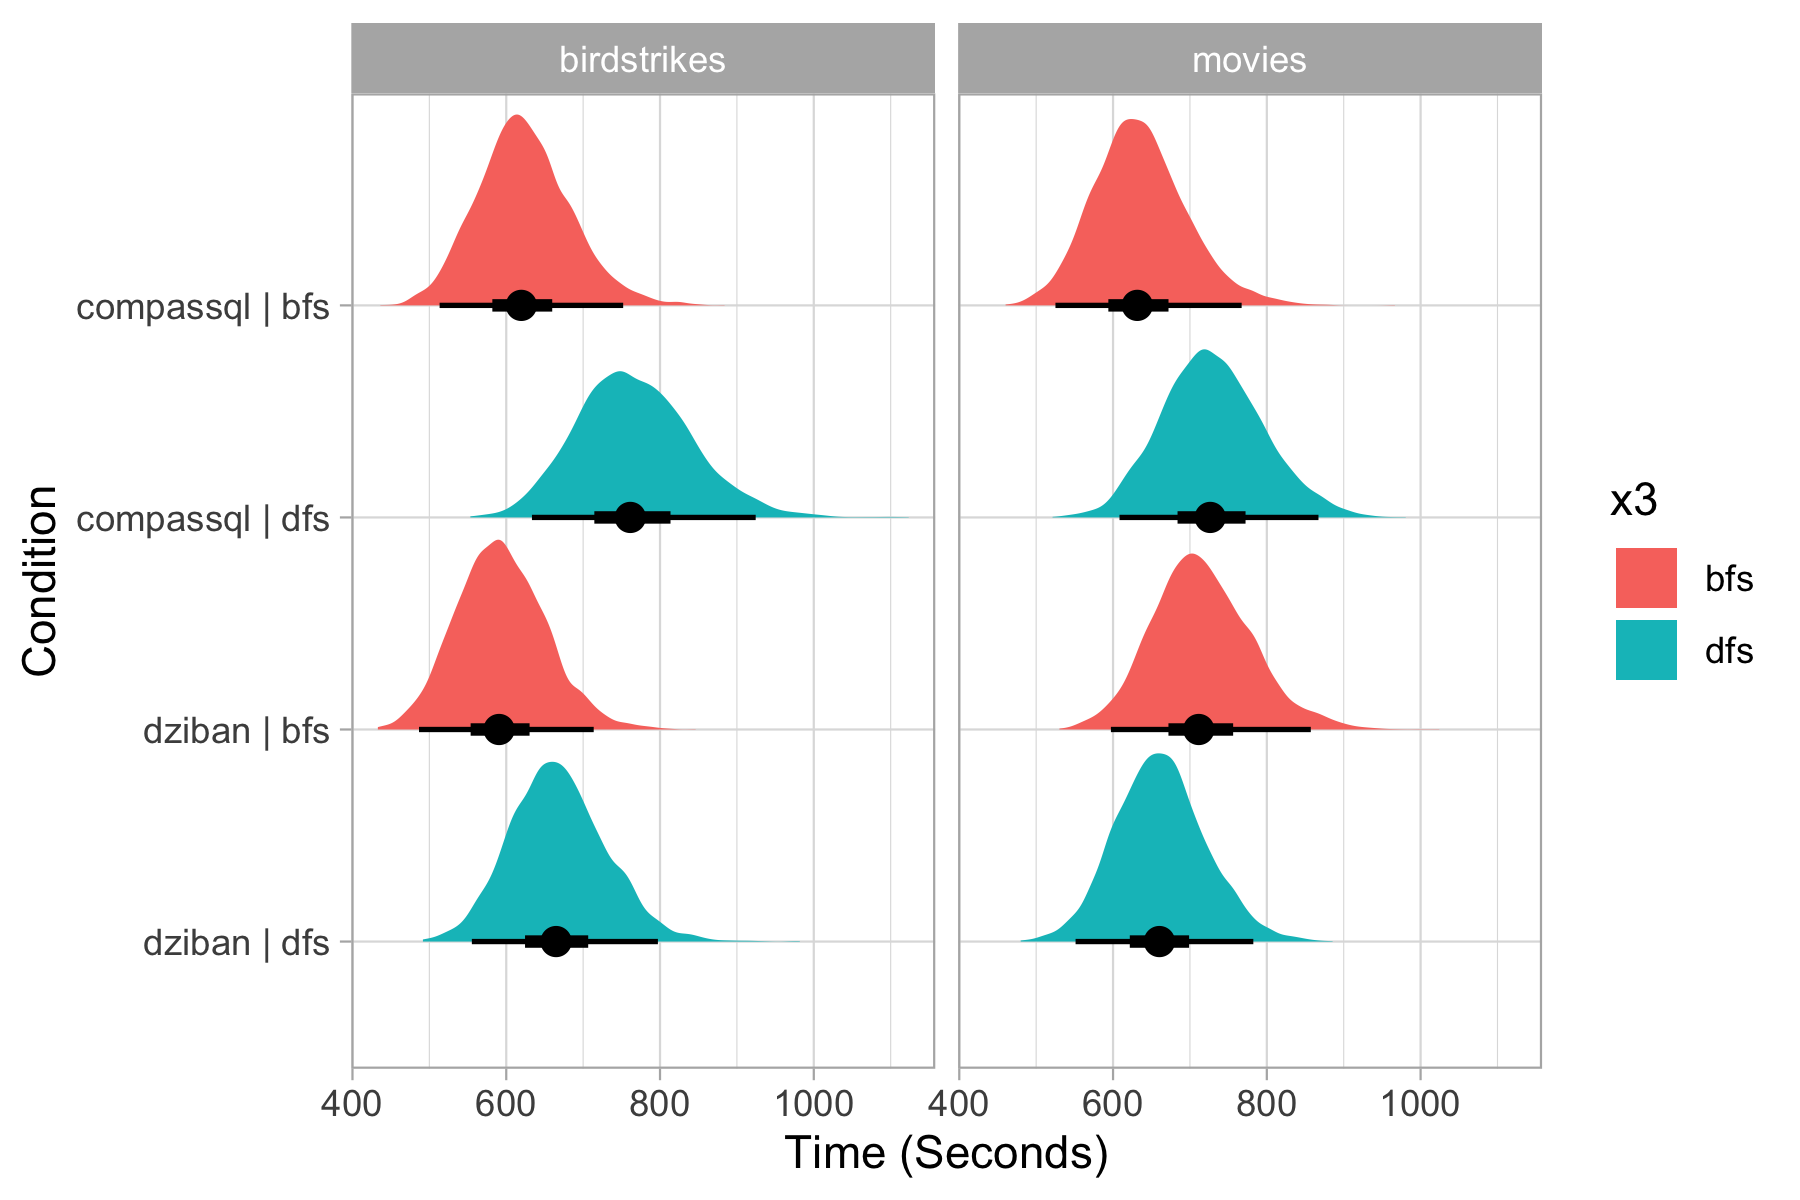 birdstrikes
movies
compassql | bfs
compassql | dfs
dziban | bfs
dziban | dfs
Condition
400 600 800 1000
400 600 800 1000
Time (Seconds)
x3
bfs
dfs